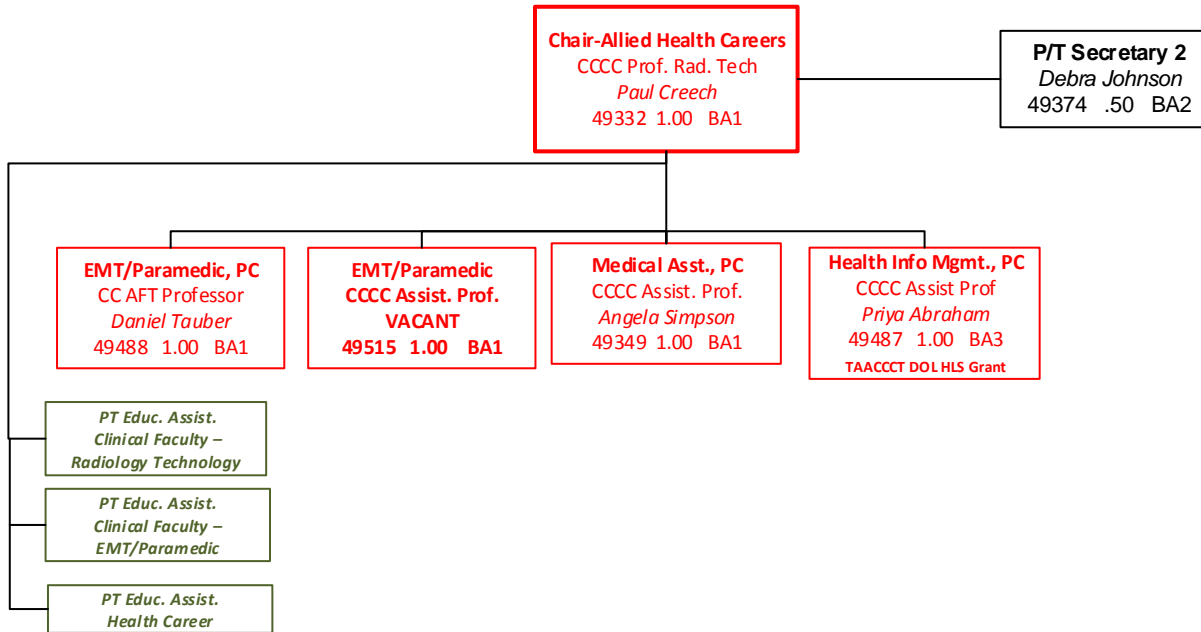 Chair-Allied Health Careers
CCCC Prof. Rad. Tech
Paul Creech
49332 1.00 BA1
P/T Secretary 2
Debra Johnson
49374 .50 BA2
EMT/Paramedic, PC
CC AFT Professor
Daniel Tauber
49488 1.00 BA1
EMT/Paramedic
CCCC Assist. Prof.
VACANT
49515 1.00 BA1
Medical Asst., PC
CCCC Assist. Prof.
Angela Simpson
49349 1.00 BA1
Health Info Mgmt., PC
CCCC Assist Prof
Priya Abraham
49487 1.00 BA3
TAACCCT DOL HLS Grant
PT Educ. Assist.
Clinical Faculty –
Radiology Technology
PT Educ. Assist.
Clinical Faculty –
EMT/Paramedic
PT Educ. Assist.
Health Career